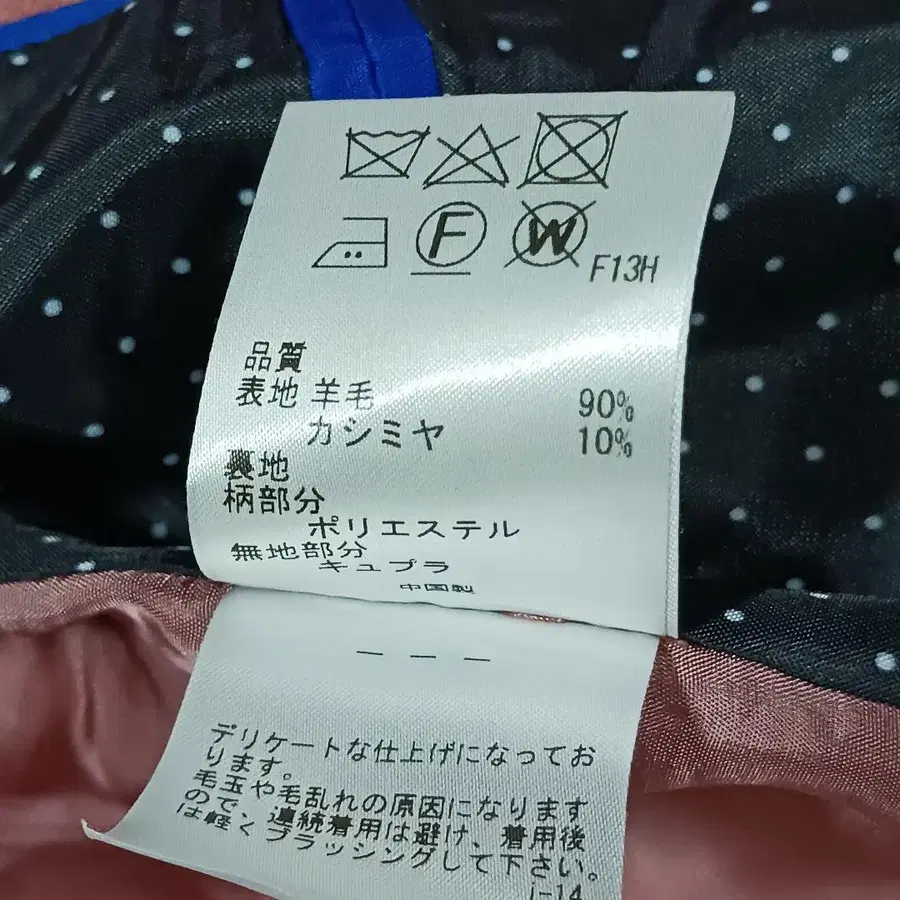 F
W
F13H
品質
表地 羊毛 90%
カシミヤ 10%
裏地
柄部分
ポリエステル
無地部分
キュプラ
中国製
— — —
デリケートな仕上げになってお
ります。
毛玉や毛乱れの原因になります
ので、連続着用は避け、着用後
は軽くブラッシングして下さい。
i-14